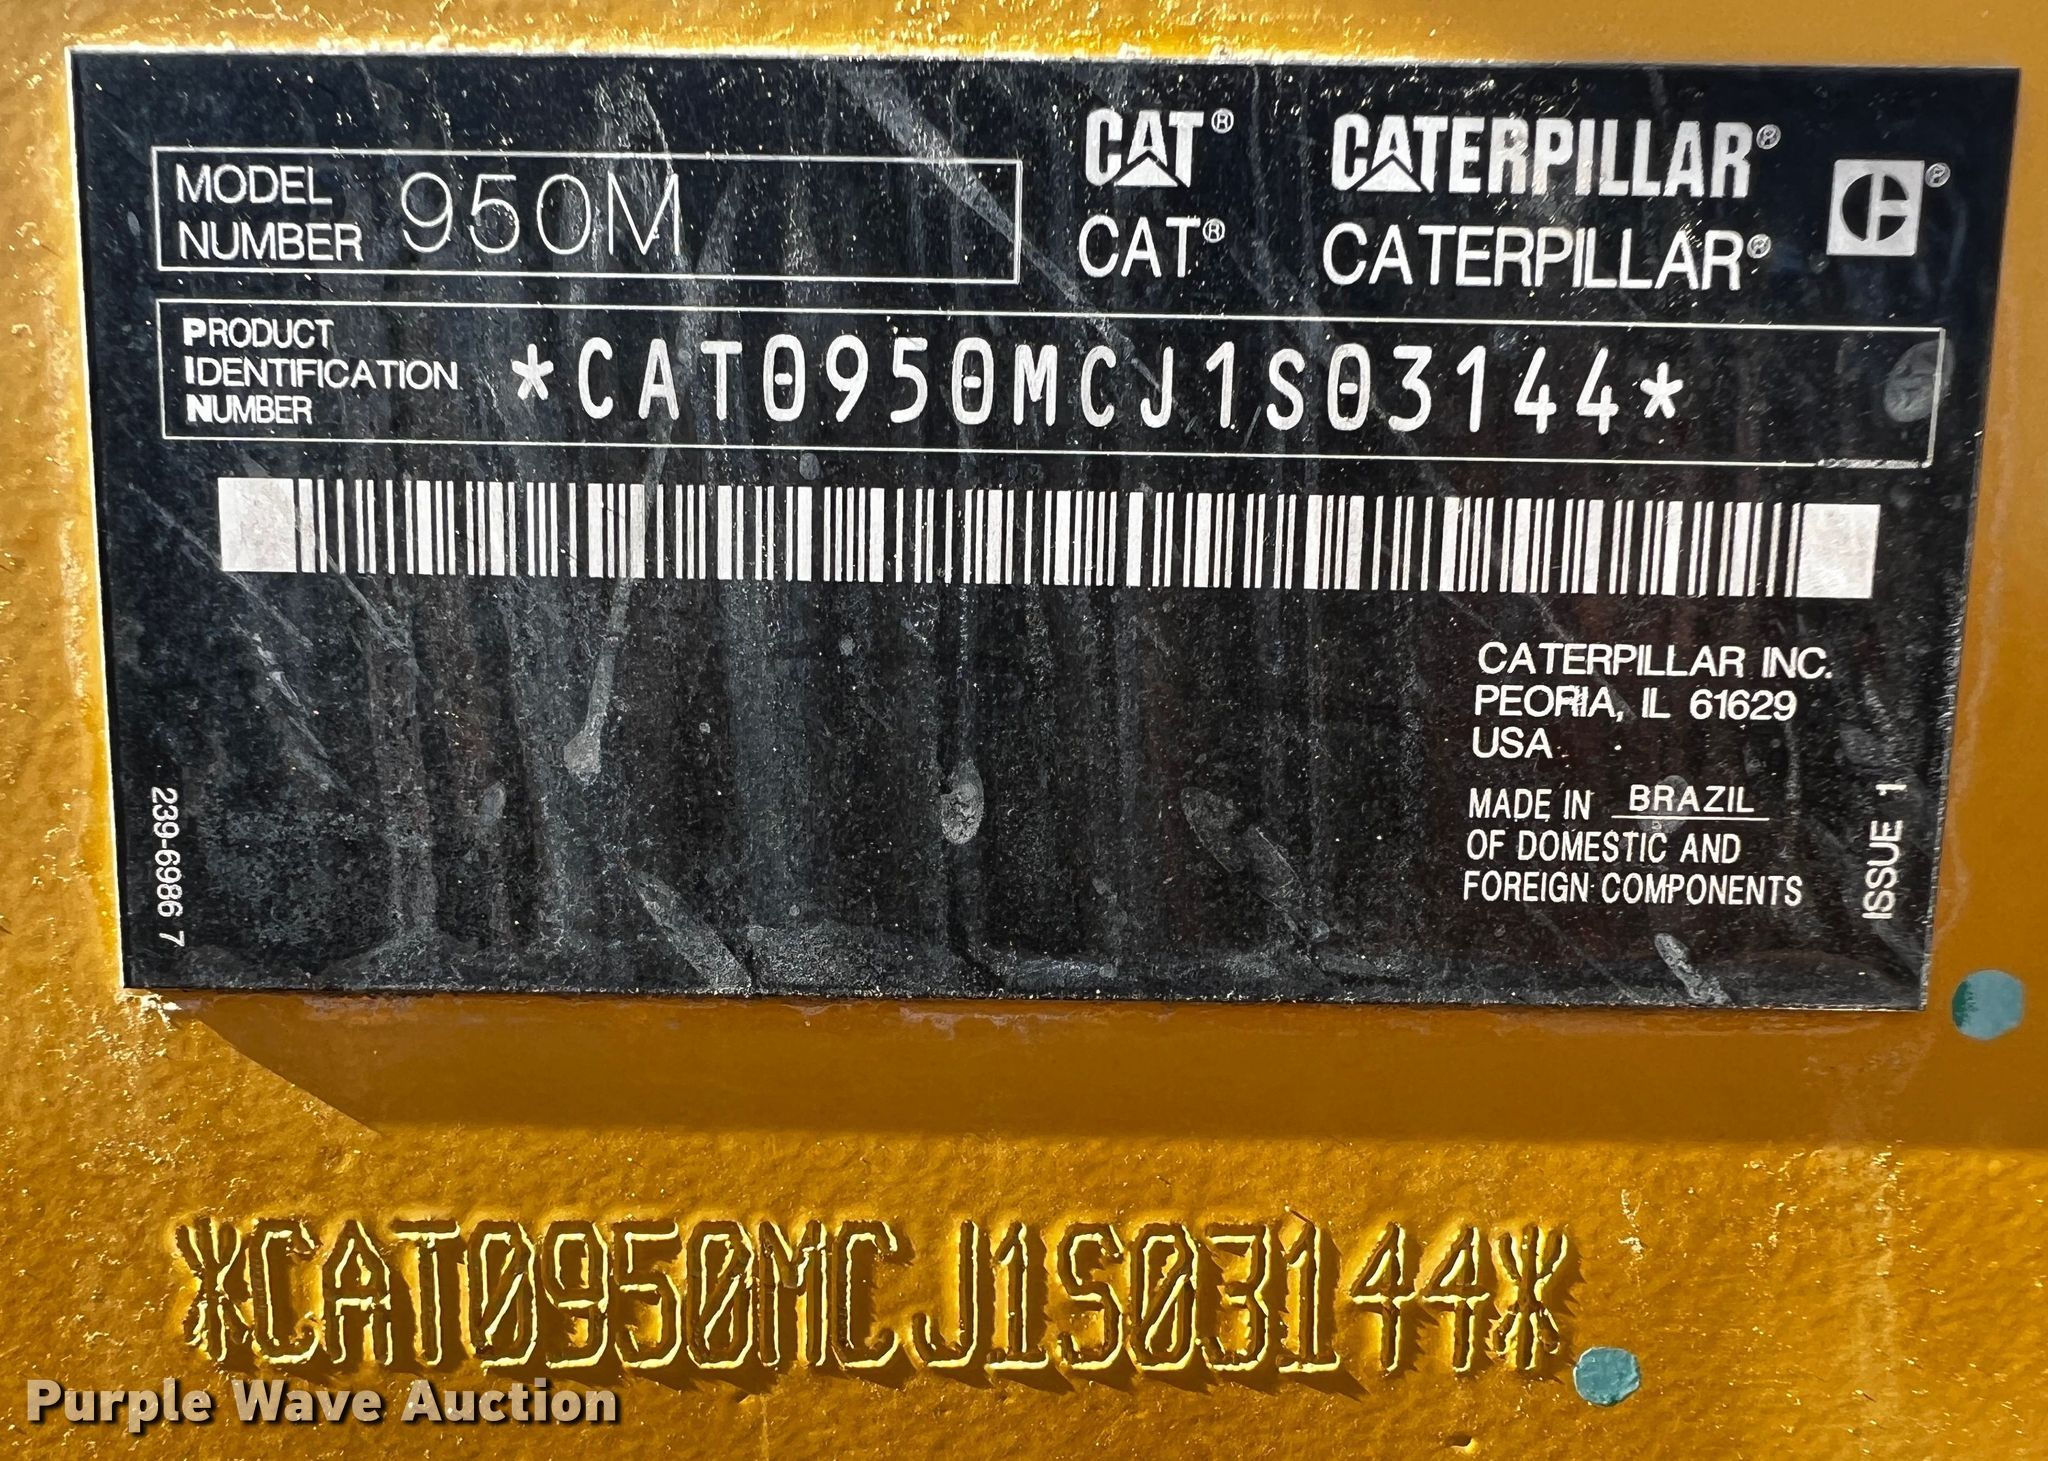 MODEL NUMBER 950M
CAT® CATERPILLAR®
CAT® CATERPILLAR®
PRODUCT IDENTIFICATION NUMBER *CAT0950MCJ1S03144*
CATERPILLAR INC.
PEORIA, IL 61629
USA
MADE IN BRAZIL
OF DOMESTIC AND
FOREIGN COMPONENTS
239-6986 7
ISSUE 1
*CAT0950MCJ1S03144*
Purple Wave Auction